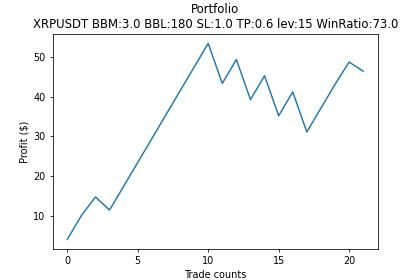 Portfolio
XRPUSDT BBM:3.0 BBL:180 SL:1.0 TP:0.6 lev:15 WinRatio:73.0
Profit ($)
50
40
30
20
10
0 5 10 15 20
Trade counts